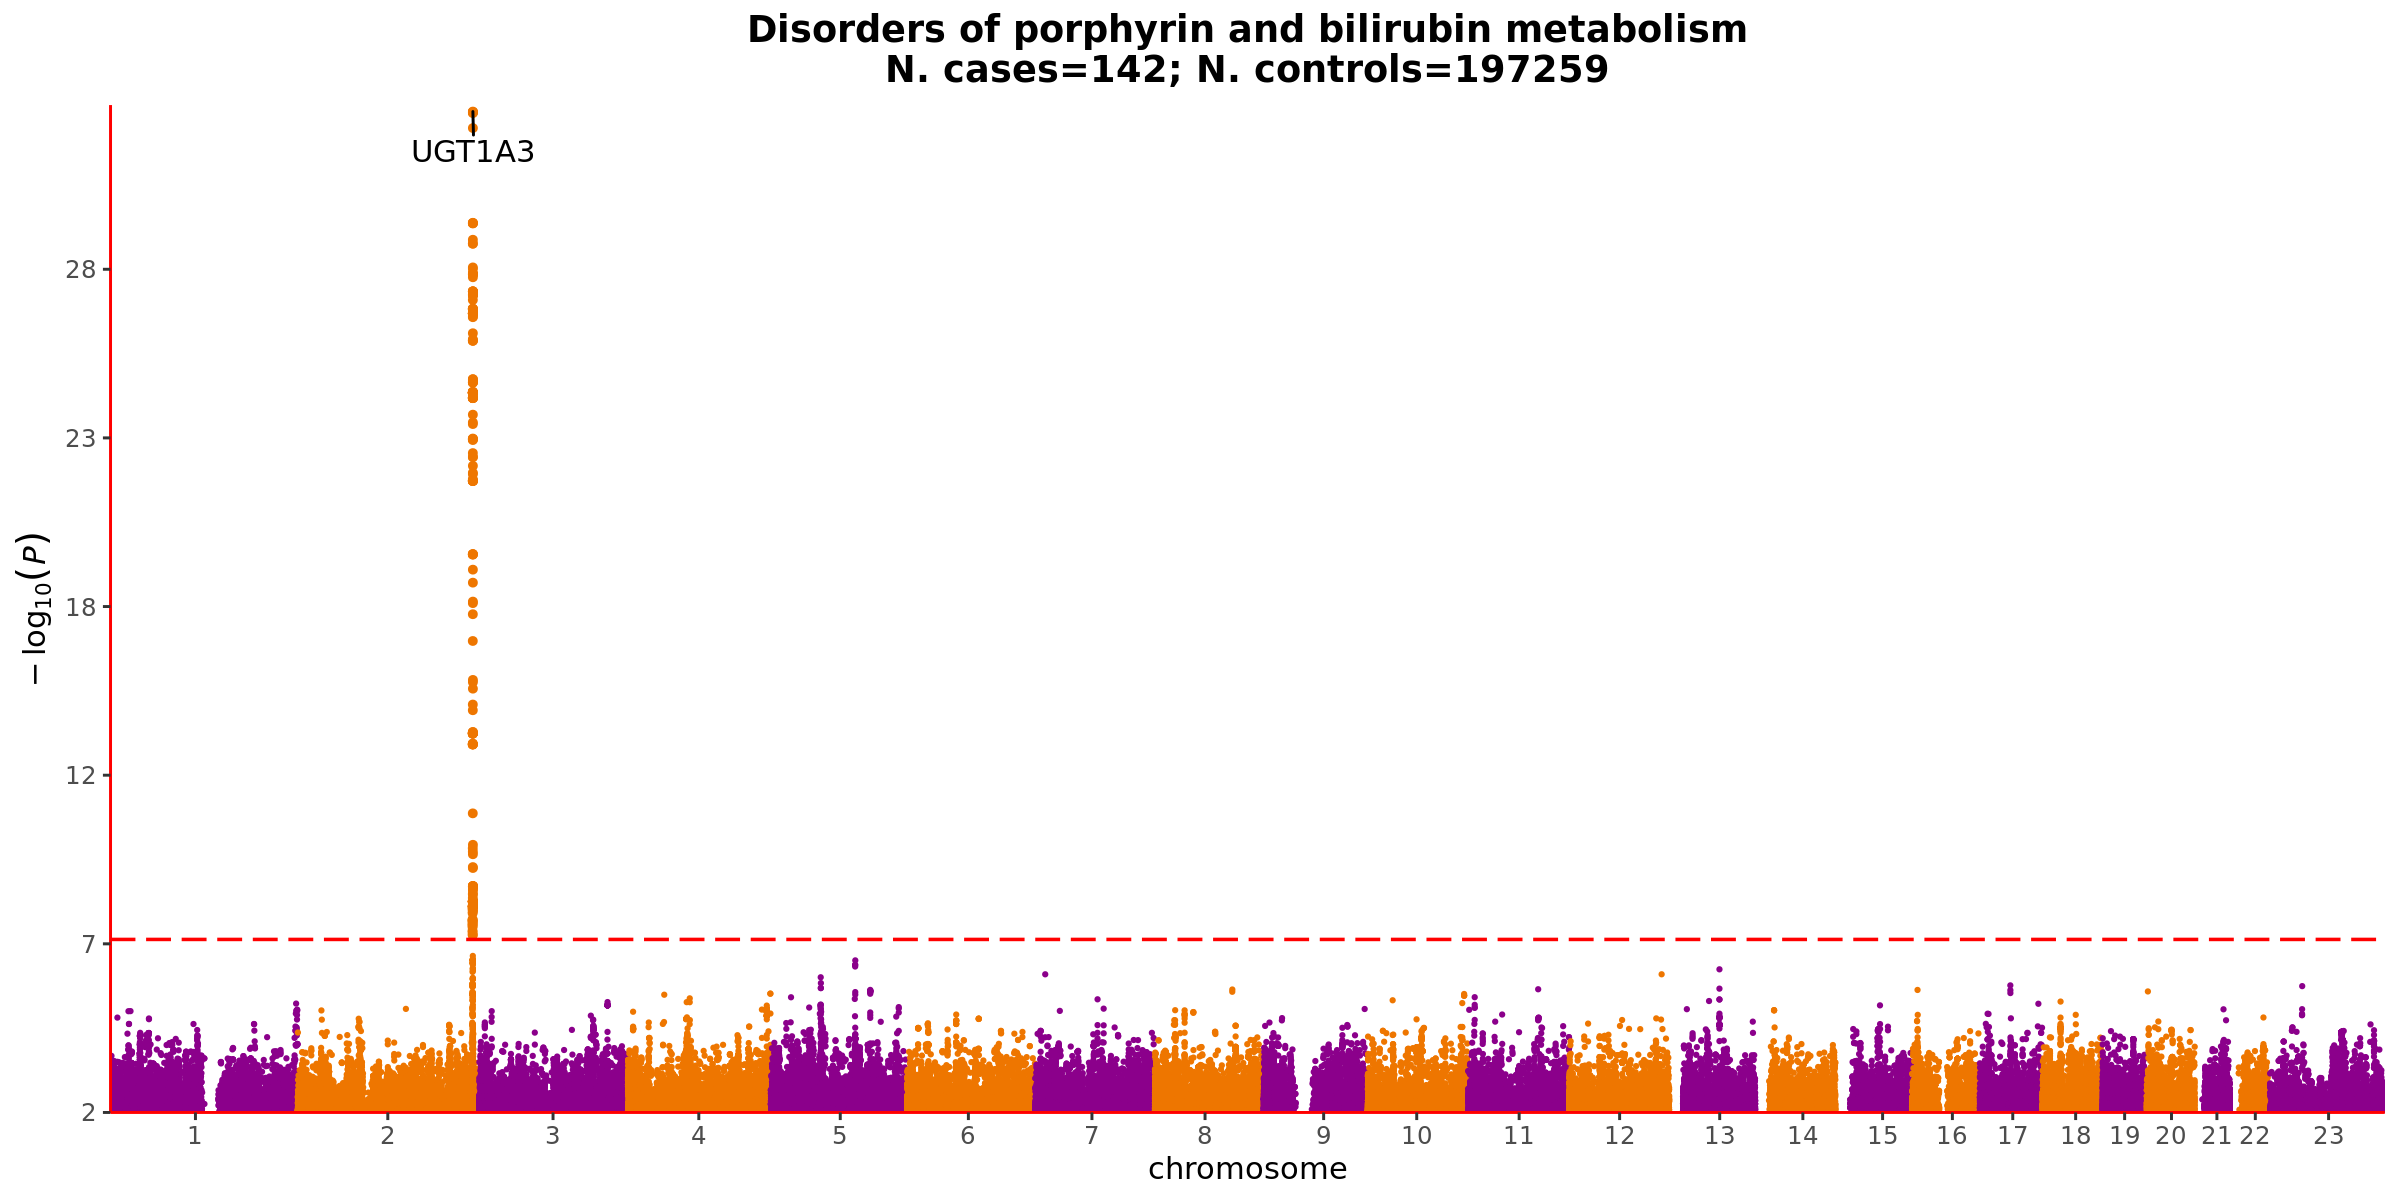 Disorders of porphyrin and bilirubin metabolism
N. cases=142; N. controls=197259
UGT1A3
28
23
18
12
7
2
−log10(P)
1 2 3 4 5 6 7 8 9 10 11 12 13 14 15 16 17 18 19 20 21 22 23
chromosome